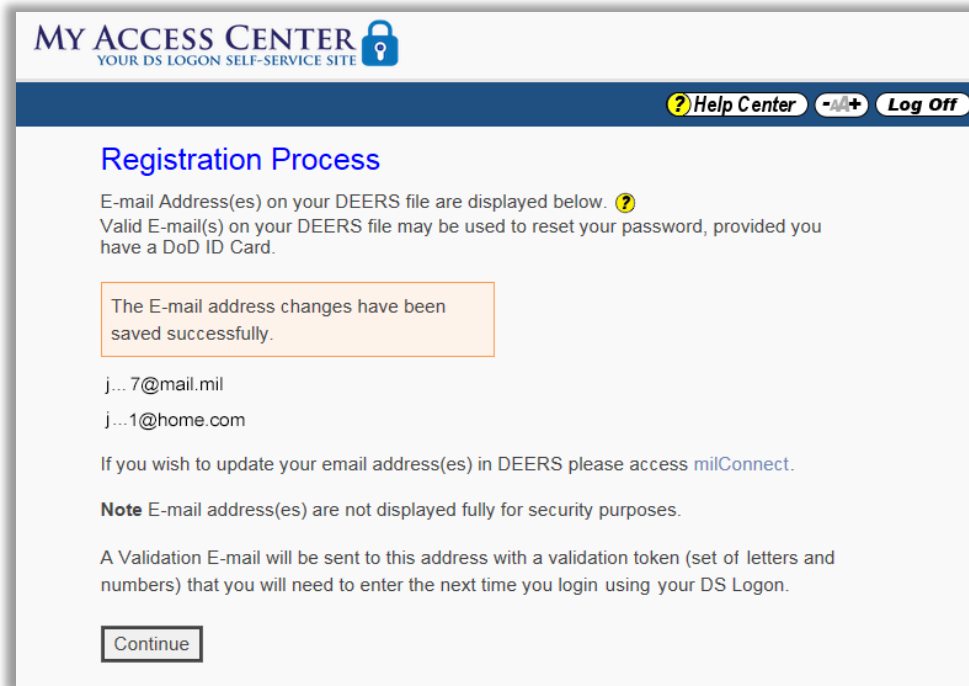 MY ACCESS CENTER
YOUR DS LOGON SELF-SERVICE SITE
? Help Center -AA+ Log Off
Registration Process
E-mail Address(es) on your DEERS file are displayed below. ?
Valid E-mail(s) on your DEERS file may be used to reset your password, provided you
have a DoD ID Card.
The E-mail address changes have been
saved successfully.
j... 7@mail.mil
j...1@home.com
If you wish to update your email address(es) in DEERS please access milConnect.
Note E-mail address(es) are not displayed fully for security purposes.
A Validation E-mail will be sent to this address with a validation token (set of letters and
numbers) that you will need to enter the next time you login using your DS Logon.
Continue